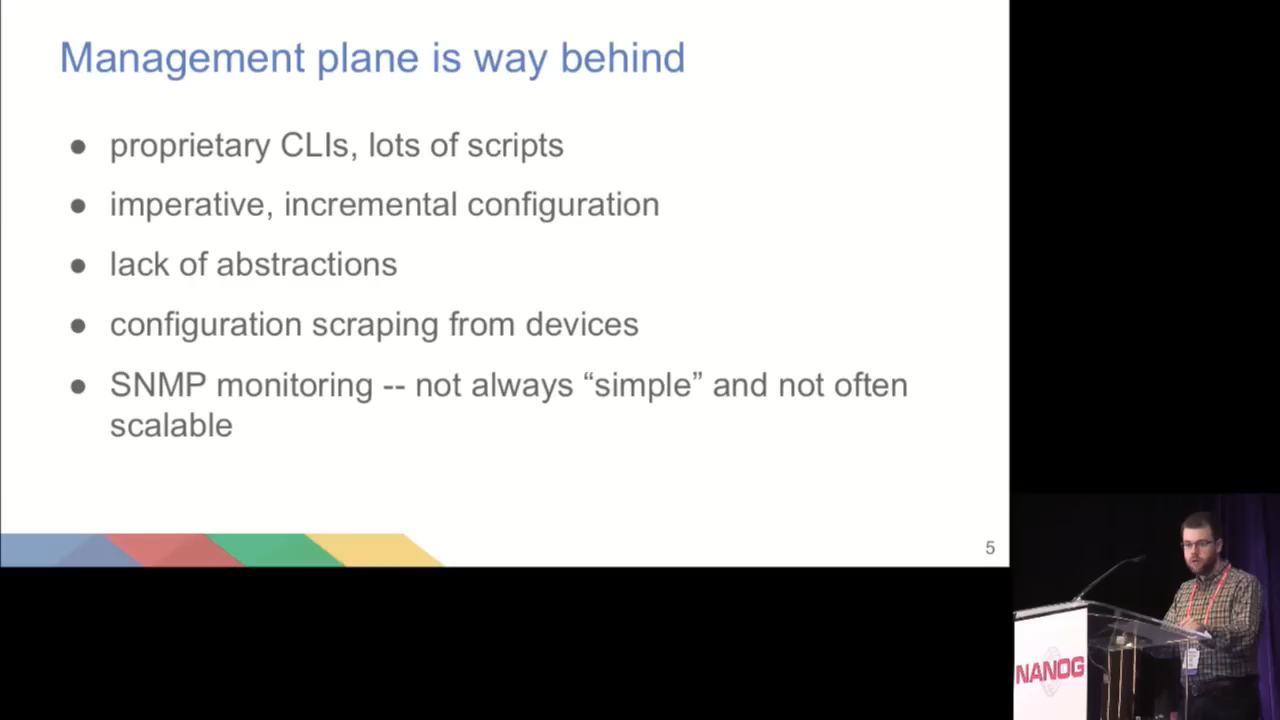 Management plane is way behind
● proprietary CLIs, lots of scripts
● imperative, incremental configuration
● lack of abstractions
● configuration scraping from devices
● SNMP monitoring -- not always “simple” and not often
scalable
5
NANOG